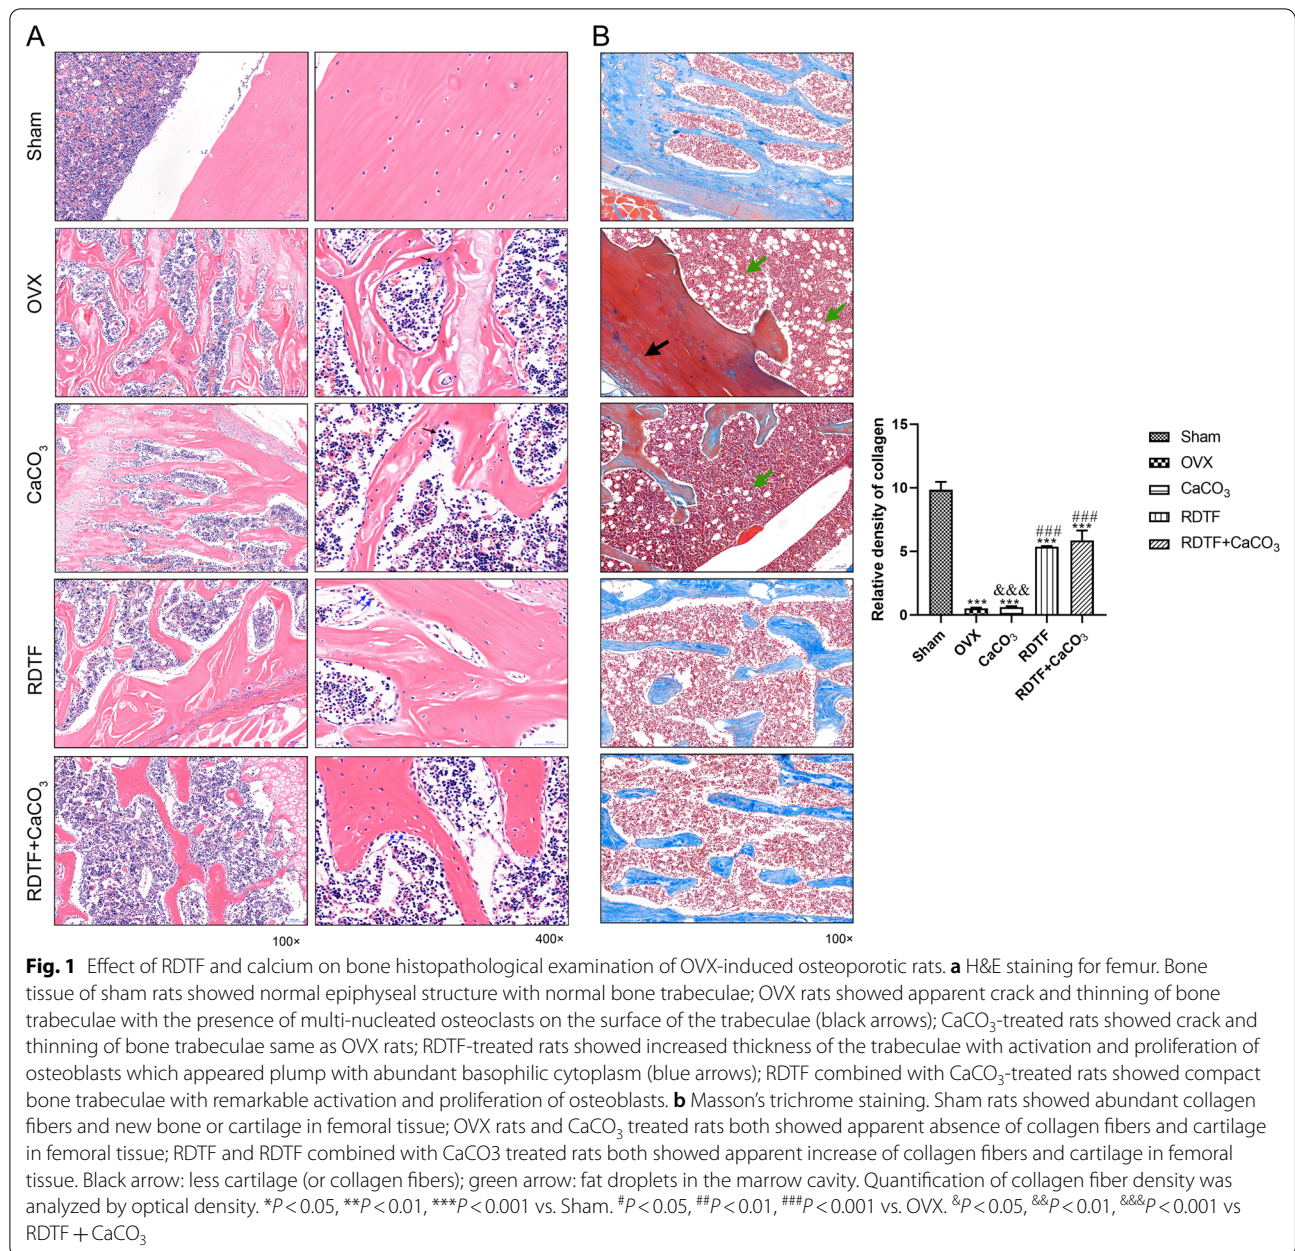 A
B
Sham
OVX
CaCO₃
RDTF
RDTF+CaCO₃
100×
400×
100×
Relative density of collagen
15
10
5
0
***
&&&
***
###
***
###
***
Sham
OVX
CaCO₃
RDTF
RDTF+CaCO₃
Sham
OVX
CaCO₃
RDTF
RDTF+CaCO₃
Fig. 1 Effect of RDTF and calcium on bone histopathological examination of OVX-induced osteoporotic rats. a H&E staining for femur. Bone
tissue of sham rats showed normal epiphyseal structure with normal bone trabeculae; OVX rats showed apparent crack and thinning of bone
trabeculae with the presence of multi-nucleated osteoclasts on the surface of the trabeculae (black arrows); CaCO₃-treated rats showed crack and
thinning of bone trabeculae same as OVX rats; RDTF-treated rats showed increased thickness of the trabeculae with activation and proliferation of
osteoblasts which appeared plump with abundant basophilic cytoplasm (blue arrows); RDTF combined with CaCO₃-treated rats showed compact
bone trabeculae with remarkable activation and proliferation of osteoblasts. b Masson's trichrome staining. Sham rats showed abundant collagen
fibers and new bone or cartilage in femoral tissue; OVX rats and CaCO₃ treated rats both showed apparent absence of collagen fibers and cartilage
in femoral tissue; RDTF and RDTF combined with CaCO3 treated rats both showed apparent increase of collagen fibers and cartilage in femoral
tissue. Black arrow: less cartilage (or collagen fibers); green arrow: fat droplets in the marrow cavity. Quantification of collagen fiber density was
analyzed by optical density. *P < 0.05, **P < 0.01, ***P < 0.001 vs. Sham. #P < 0.05, ##P < 0.01, ###P < 0.001 vs. OVX. &P < 0.05, &&P < 0.01, &&&P < 0.001 vs
RDTF + CaCO₃